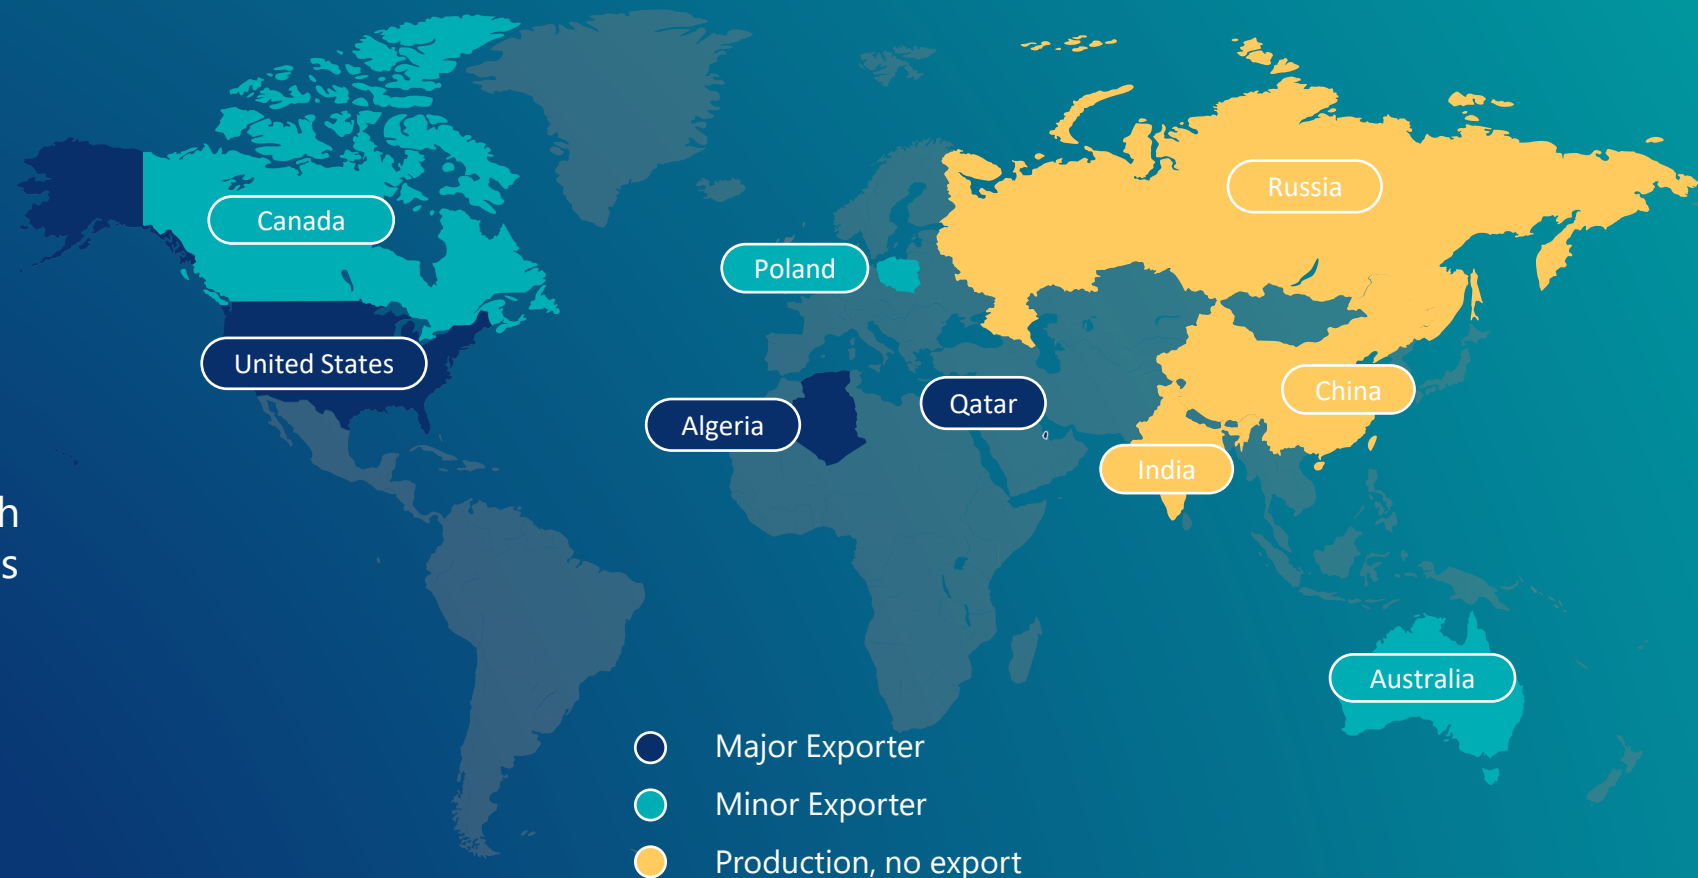 Canada
Russia
Poland
United States
China
Qatar
Algeria
India
Australia
Major Exporter
Minor Exporter
Production, no export